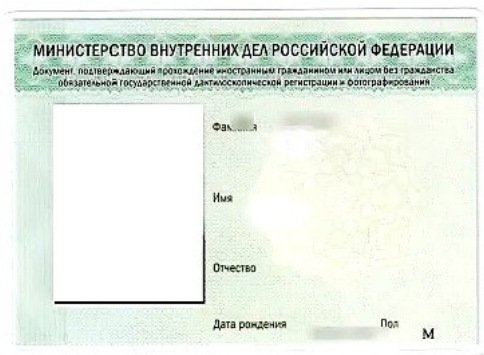 МИНИСТЕРСТВО ВНУТРЕННИХ ДЕЛ РОССИЙСКОЙ ФЕДЕРАЦИИ
Документ, подтверждающий прохождение иностранным гражданином или лицом без гражданства
обязательной государственной дактилоскопической регистрации и фотографирования
Имя
Отчество
Дата рождения Пол М